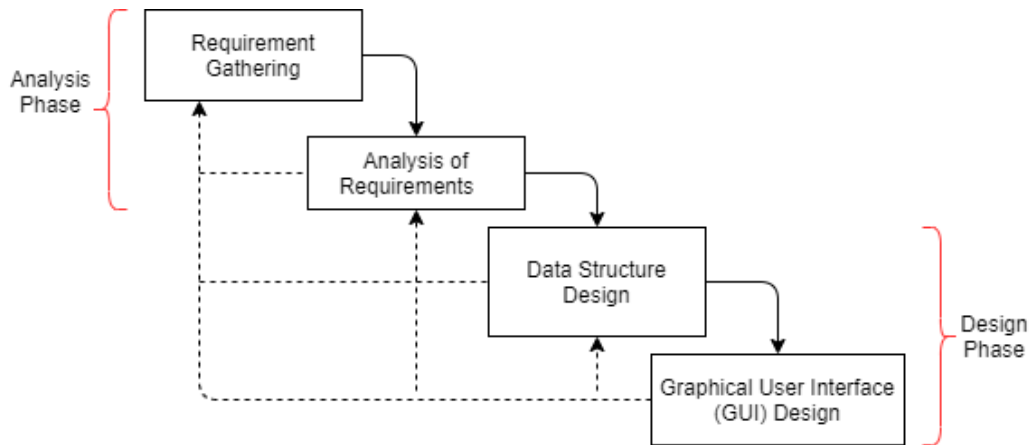 Requirement
Gathering
Analysis
Phase
Analysis of
Requirements
Data Structure
Design
Design
Phase
Graphical User Interface
(GUI) Design